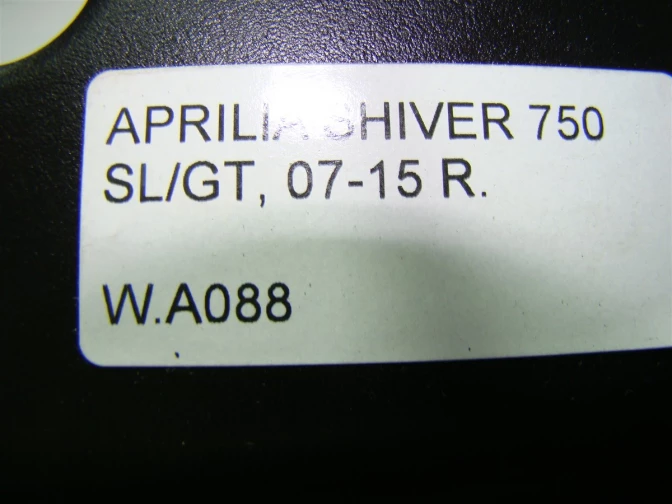 APRILIA SHIVER 750
SL/GT, 07-15 R.
W.A088